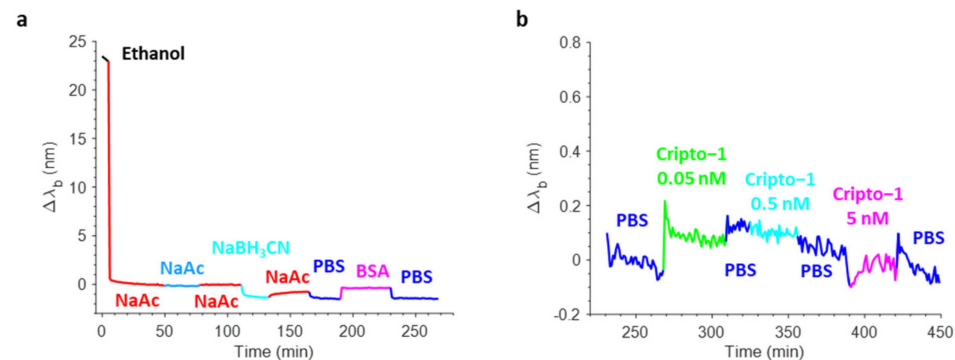 a
b
25
20
15
10
5
0
Δλb (nm)
Ethanol
NaAc
NaAc
NaAc
NaBH3CN
NaAc
PBS
BSA
PBS
0
50
100
150
200
250
Time (min)
0.8
0.6
0.4
0.2
0
-0.2
Δλb (nm)
PBS
Cripto−1
0.05 nM
PBS
Cripto−1
0.5 nM
PBS
Cripto−1
5 nM
PBS
250
300
350
400
450
Time (min)